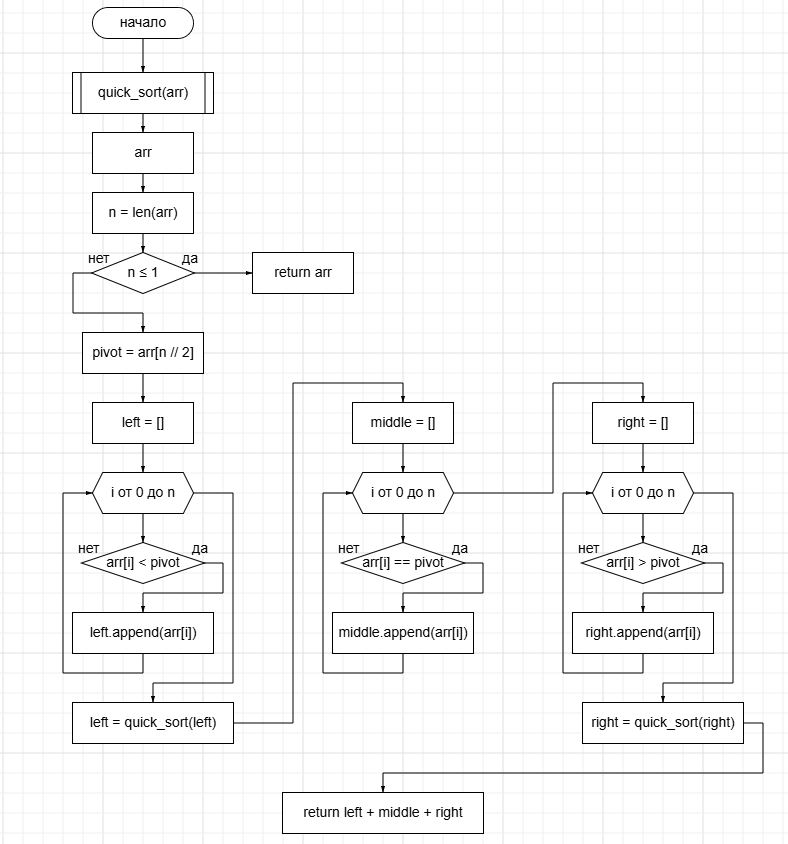 начало
quick_sort(arr)
arr
n = len(arr)
нет
да
n ≤ 1
return arr
pivot = arr[n // 2]
left = []
i от 0 до n
нет
да
arr[i] < pivot
left.append(arr[i])
left = quick_sort(left)
middle = []
i от 0 до n
нет
да
arr[i] == pivot
middle.append(arr[i])
right = []
i от 0 до n
нет
да
arr[i] > pivot
right.append(arr[i])
right = quick_sort(right)
return left + middle + right